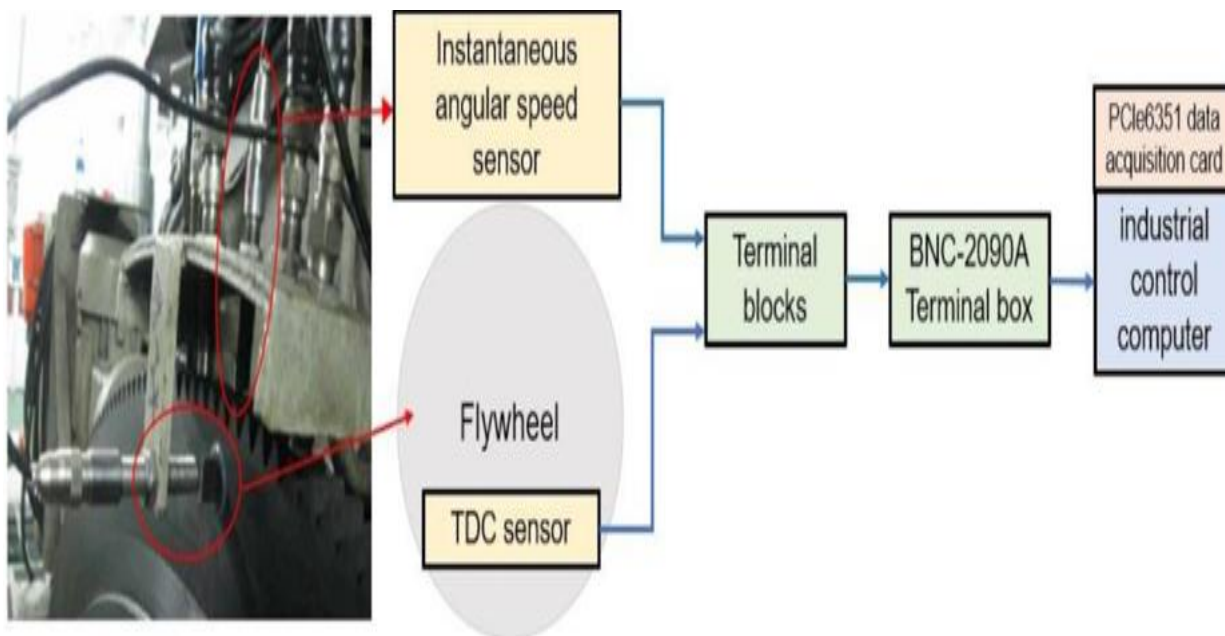 Instantaneous
angular speed
sensor
Flywheel
TDC sensor
Terminal
blocks
BNC-2090A
Terminal box
PCIe6351 data
acquisition card
industrial
control
computer